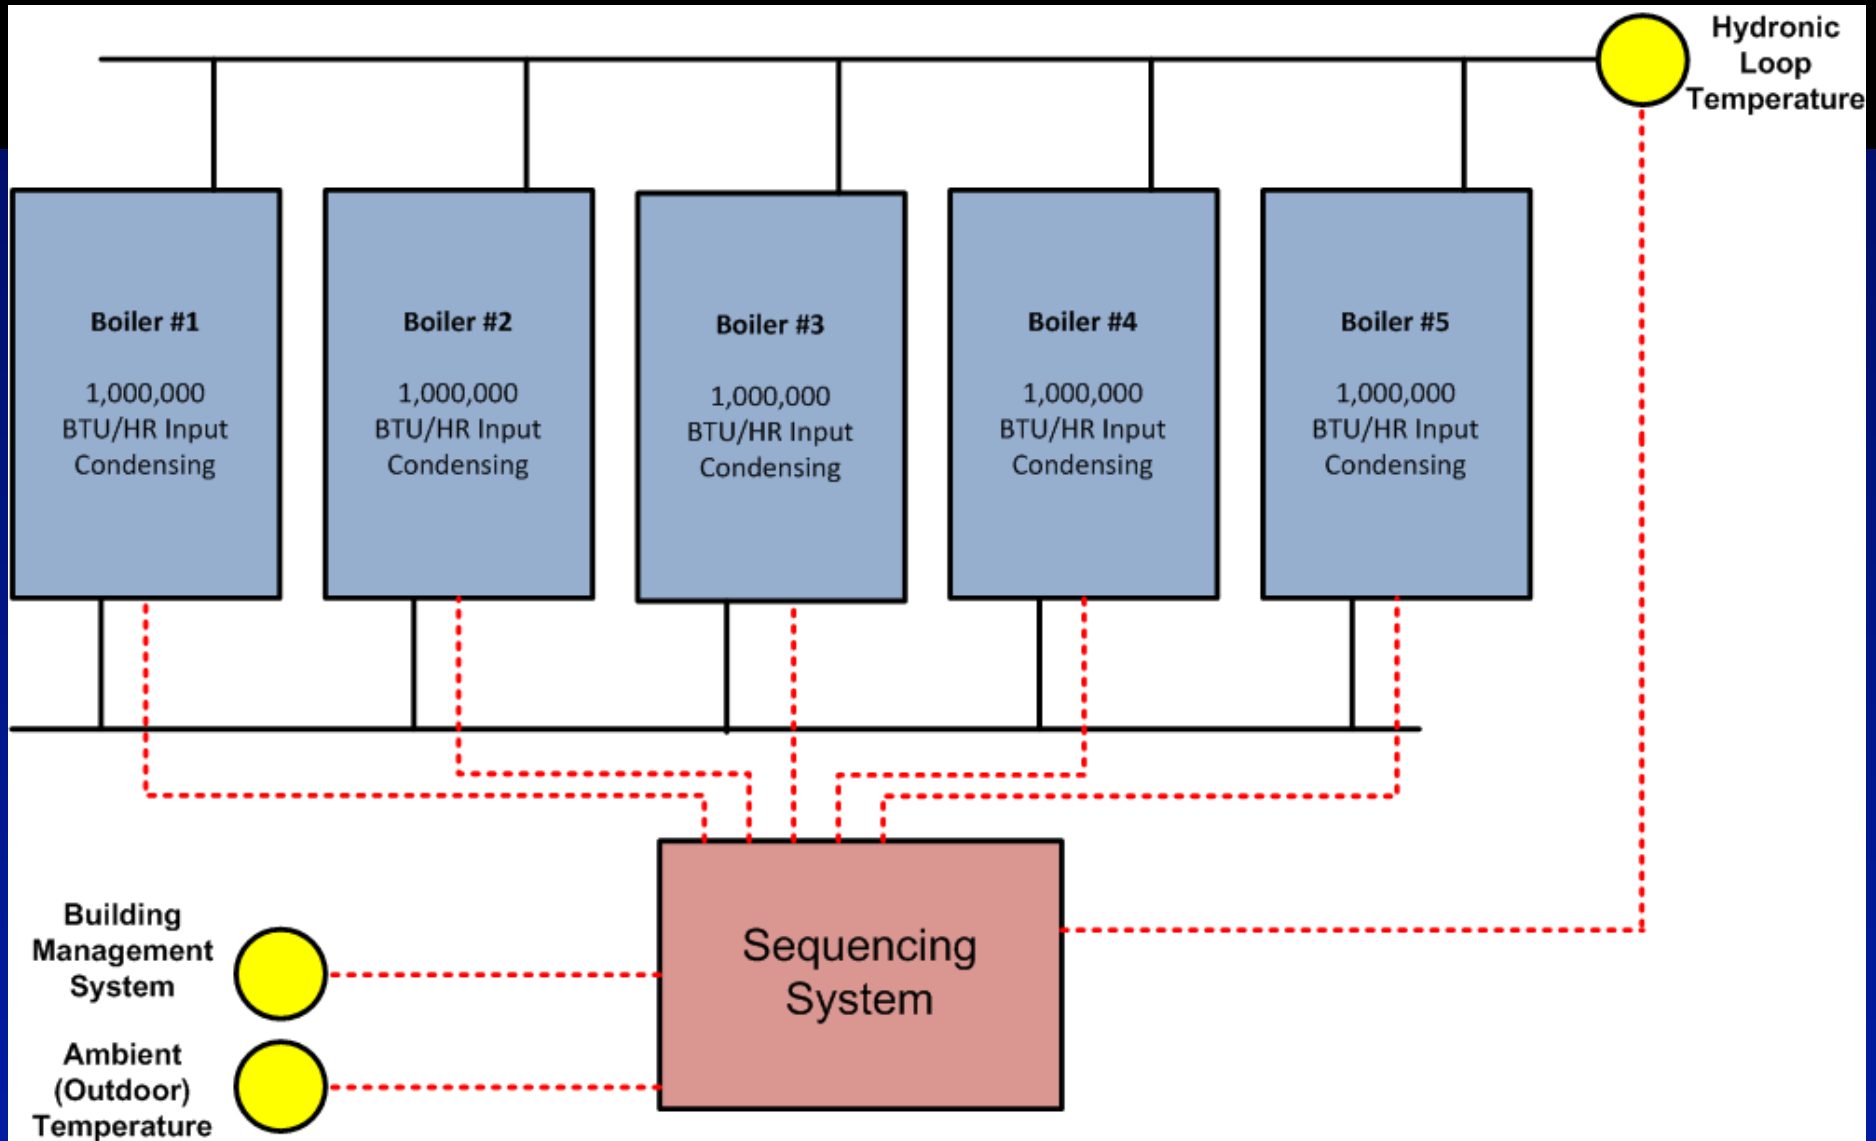 Hydronic
Loop
Temperature
Boiler #1
1,000,000
BTU/HR Input
Condensing
Boiler #2
1,000,000
BTU/HR Input
Condensing
Boiler #3
1,000,000
BTU/HR Input
Condensing
Boiler #4
1,000,000
BTU/HR Input
Condensing
Boiler #5
1,000,000
BTU/HR Input
Condensing
Building
Management
System
Sequencing
System
Ambient
(Outdoor)
Temperature